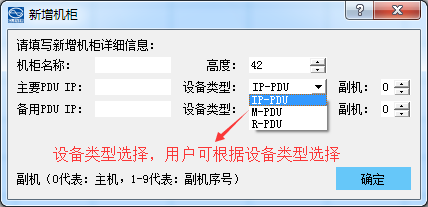 新增机柜
请填写新增机柜详细信息：
机柜名称： 高度： 42
主要PDU IP： 设备类型： IP-PDU 副机： 0
IP-PDU
备用PDU IP： 设备类型： M-PDU 副机： 0
R-PDU
设备类型选择，用户可根据设备类型选择
副机（0代表：主机，1-9代表：副机序号） 确定